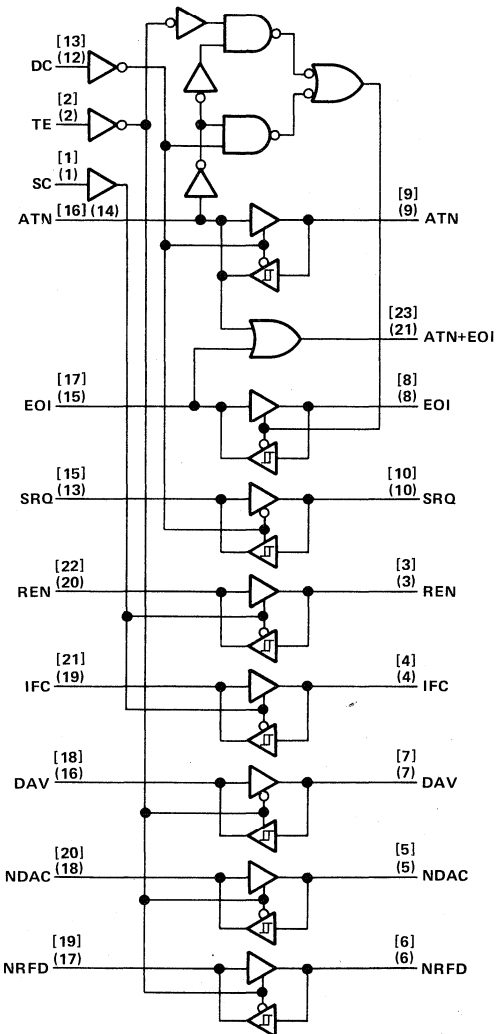 [13]
DC (12)
[2]
TE (2)
[1]
SC (1)
ATN [16] (14)
[9]
(9) ATN
[23]
(21) ATN+EOI
[17]
EOI (15)
[8]
(8) EOI
[15]
SRQ (13)
[10]
(10) SRQ
[22]
REN (20)
[3]
(3) REN
[21]
IFC (19)
[4]
(4) IFC
[18]
DAV (16)
[7]
(7) DAV
[20]
NDAC (18)
[5]
(5) NDAC
[19]
NRFD (17)
[6]
(6) NRFD